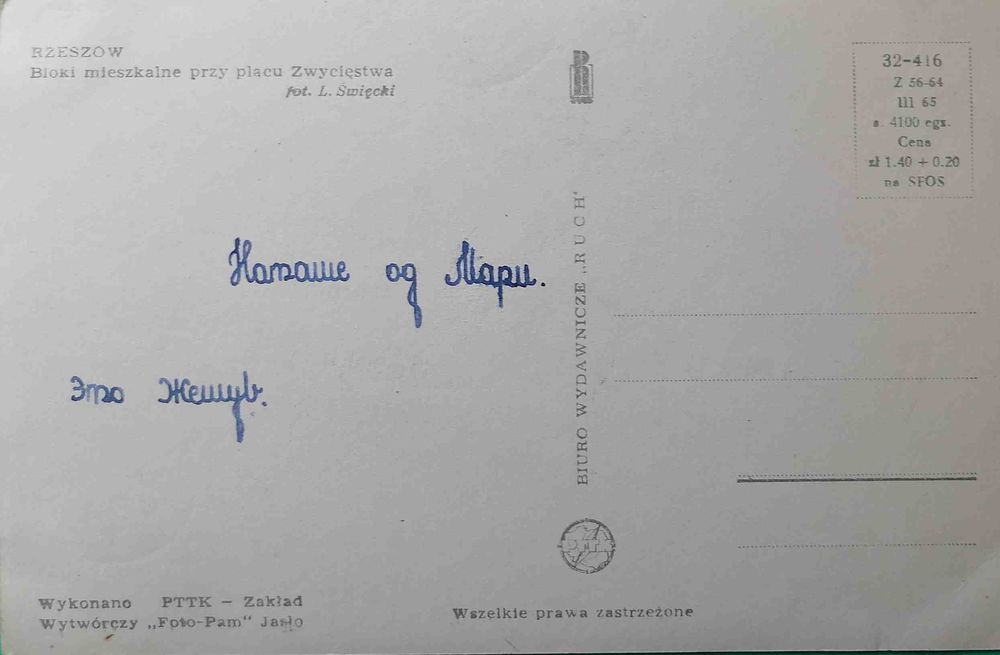 RZESZÓW
Bloki mieszkalne przy placu Zwycięstwa
fot. L. Święcki
32-416
Z 56-64
III 65
n. 4100 egz.
Cena
zł 1.40 + 0.20
na SFOS
Наташе од Мари.
Это Жешув.
BIURO WYDAWNICZE „RUCH"
PTTK
Wykonano PTTK — Zakład
Wytwórczy „Foto-Pam" Jasło
Wszelkie prawa zastrzeżone